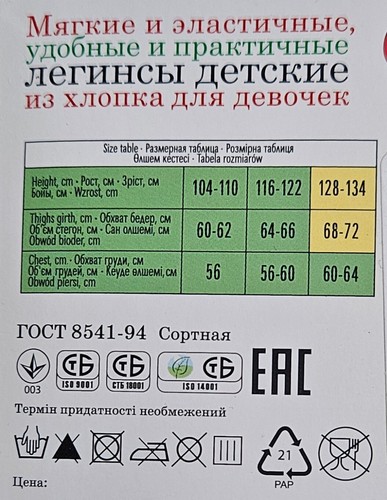 Мягкие и эластичные,
удобные и практичные
легинсы детские
из хлопка для девочек
Size table · Размерная таблица · Розмірна таблиця
Өлшем кестесі · Tabela rozmiarów
Height, cm · Рост, см · Зріст, см
Бойы, см · Wzrost, cm
104-110 116-122 128-134
Thighs girth, cm · Обхват бедер, см
Об'єм стегон, см · Сан өлшемі, см
Obwód bioder, cm
60-62 64-66 68-72
Chest, cm · Обхват груди, см
Об'єм грудей, см · Кеуде өлшемі, см
Obwód piersi, cm
56 56-60 60-64
ГОСТ 8541-94 Сортная
003
СТБ СТБ СТБ EAC
ISO 9001 СТБ 18001 ISO 14001
Термін придатності необмежений
21
PAP
Цена: